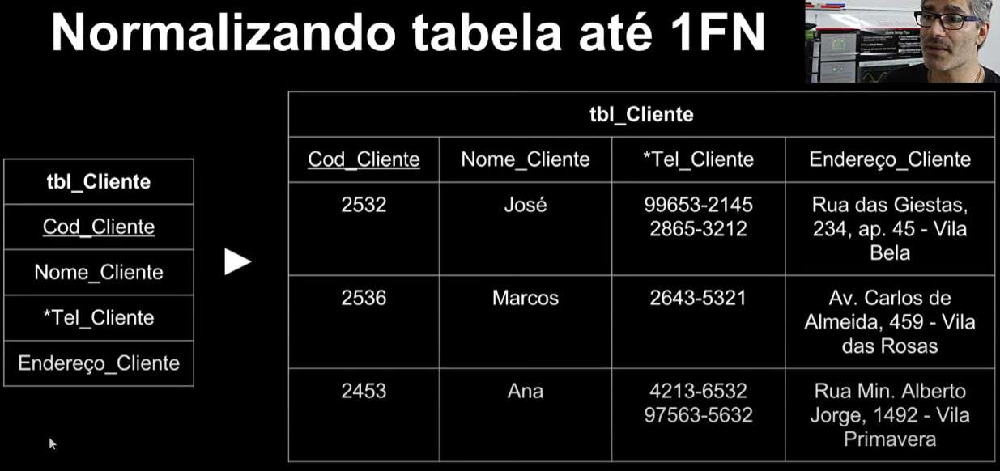 Normalizando tabela até 1FN
tbl_Cliente
Cod_Cliente
Nome_Cliente
*Tel_Cliente
Endereço_Cliente
tbl_Cliente
Cod_Cliente Nome_Cliente *Tel_Cliente Endereço_Cliente
2532 José 99653-2145 Rua das Giestas,
2865-3212 234, ap. 45 - Vila
Bela
2536 Marcos 2643-5321 Av. Carlos de
Almeida, 459 - Vila
das Rosas
2453 Ana 4213-6532 Rua Min. Alberto
97563-5632 Jorge, 1492 - Vila
Primavera